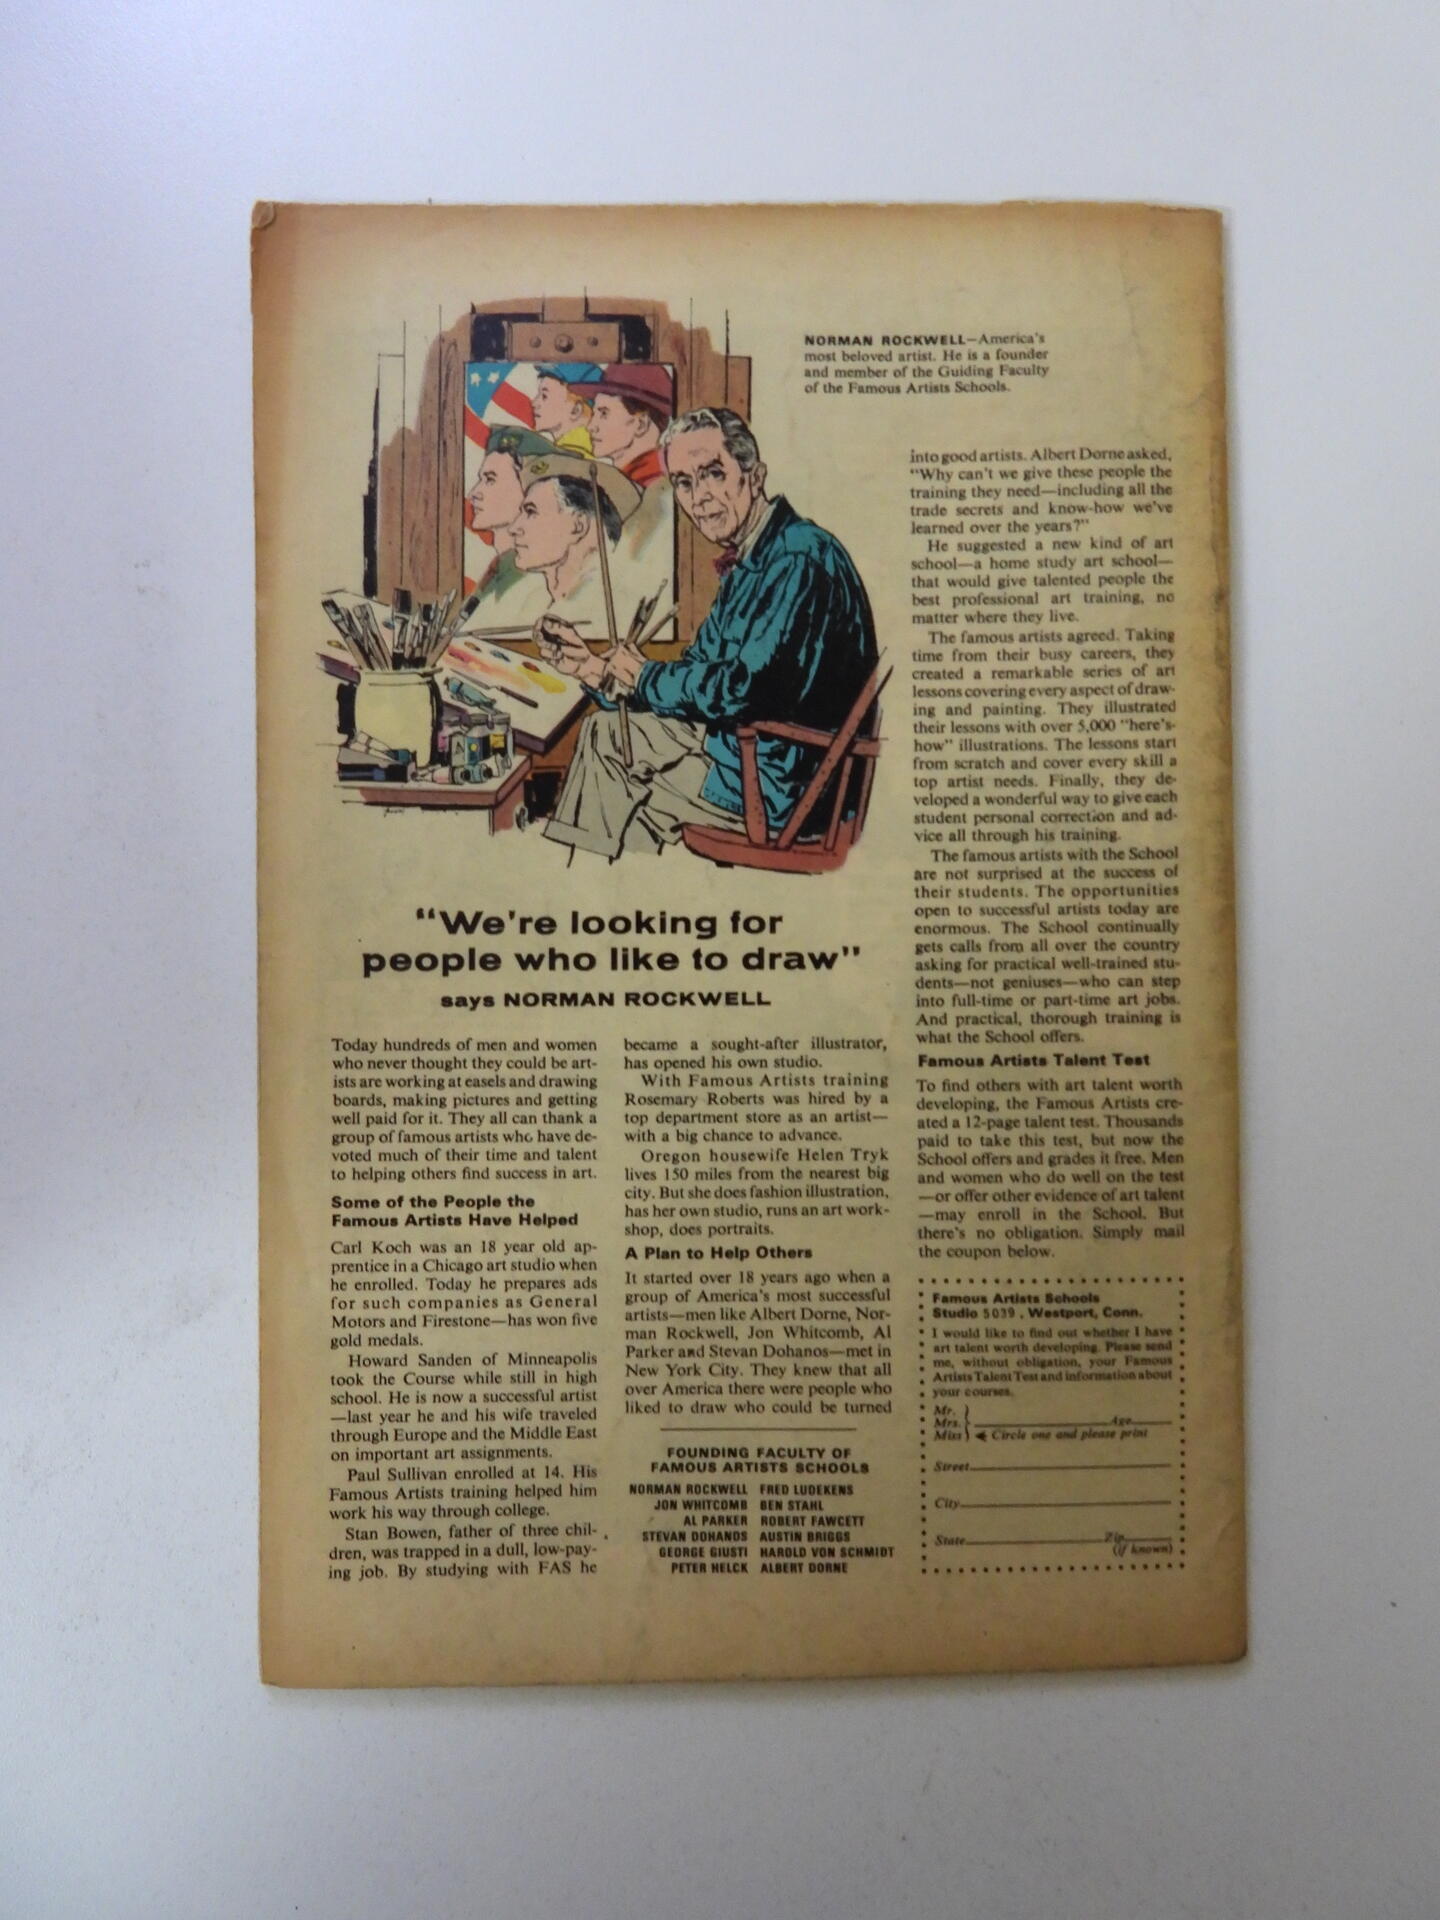 NORMAN ROCKWELL—America's
most beloved artist. He is a founder
and member of the Guiding Faculty
of the Famous Artists Schools.
"We're looking for
people who like to draw"
says NORMAN ROCKWELL
Today hundreds of men and women
who never thought they could be art-
ists are working at easels and drawing
boards, making pictures and getting
well paid for it. They all can thank a
group of famous artists who have de-
voted much of their time and talent
to helping others find success in art.
Some of the People the
Famous Artists Have Helped
Carl Koch was an 18 year old ap-
prentice in a Chicago art studio when
he enrolled. Today he prepares ads
for such companies as General
Motors and Firestone—has won five
gold medals.
Howard Sanden of Minneapolis
took the Course while still in high
school. He is now a successful artist
—last year he and his wife traveled
through Europe and the Middle East
on important art assignments.
Paul Sullivan enrolled at 14. His
Famous Artists training helped him
work his way through college.
Stan Bowen, father of three chil-
dren, was trapped in a dull, low-pay-
ing job. By studying with FAS he
became a sought-after illustrator,
has opened his own studio.
With Famous Artists training
Rosemary Roberts was hired by a
top department store as an artist—
with a big chance to advance.
Oregon housewife Helen Tryk
lives 150 miles from the nearest big
city. But she does fashion illustration,
has her own studio, runs an art work-
shop, does portraits.
A Plan to Help Others
It started over 18 years ago when a
group of America's most successful
artists—men like Albert Dorne, Nor-
man Rockwell, Jon Whitcomb, Al
Parker and Stevan Dohanos—met in
New York City. They knew that all
over America there were people who
liked to draw who could be turned
FOUNDING FACULTY OF
FAMOUS ARTISTS SCHOOLS
NORMAN ROCKWELL FRED LUDEKENS
JON WHITCOMB BEN STAHL
AL PARKER ROBERT FAWCETT
STEVAN DOHANOS AUSTIN BRIGGS
GEORGE GIUSTI HAROLD VON SCHMIDT
PETER HELCK ALBERT DORNE
into good artists. Albert Dorne asked,
"Why can't we give these people the
training they need—including all the
trade secrets and know-how we've
learned over the years?"
He suggested a new kind of art
school—a home study art school—
that would give talented people the
best professional art training, no
matter where they live.
The famous artists agreed. Taking
time from their busy careers, they
created a remarkable series of art
lessons covering every aspect of draw-
ing and painting. They illustrated
their lessons with over 5,000 "here's-
how" illustrations. The lessons start
from scratch and cover every skill a
top artist needs. Finally, they de-
veloped a wonderful way to give each
student personal correction and ad-
vice all through his training.
The famous artists with the School
are not surprised at the success of
their students. The opportunities
open to successful artists today are
enormous. The School continually
gets calls from all over the country
asking for practical well-trained stu-
dents—not geniuses—who can step
into full-time or part-time art jobs.
And practical, thorough training is
what the School offers.
Famous Artists Talent Test
To find others with art talent worth
developing, the Famous Artists cre-
ated a 12-page talent test. Thousands
paid to take this test, but now the
School offers and grades it free. Men
and women who do well on the test
—or offer other evidence of art talent
—may enroll in the School. But
there's no obligation. Simply mail
the coupon below.
Famous Artists Schools
Studio 5039, Westport, Conn.
I would like to find out whether I have
art talent worth developing. Please send
me, without obligation, your Famous
Artists Talent Test and information about
your courses.
Mr.
Mrs. Age
Miss Circle one and please print
Street
City
State Zip
(if known)